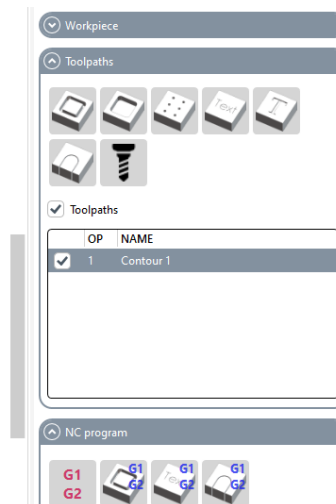 Workpiece
Toolpaths
Text T
Toolpaths
OP NAME
1 Contour 1
NC program
G1 G1 G1 G1
G2 G2 Text G2 G2